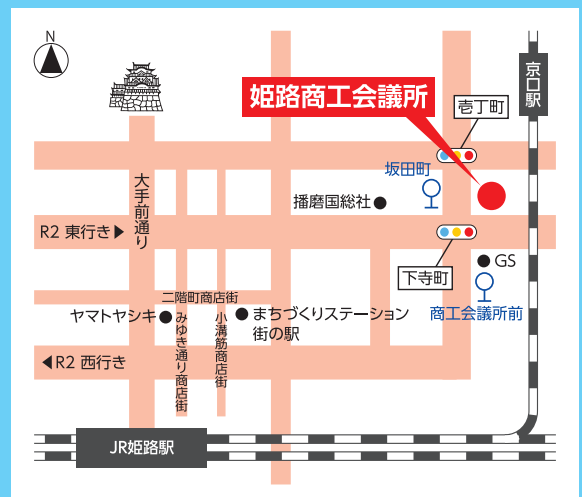 N
京口駅
姫路商工会議所
壱丁町
坂田町
大手前通り
播磨国総社
R2 東行き
GS
下寺町
二階町商店街
商工会議所前
ヤマトヤシキ
みゆき通り商店街
小溝筋商店街
まちづくりステーション
街の駅
R2 西行き
JR姫路駅